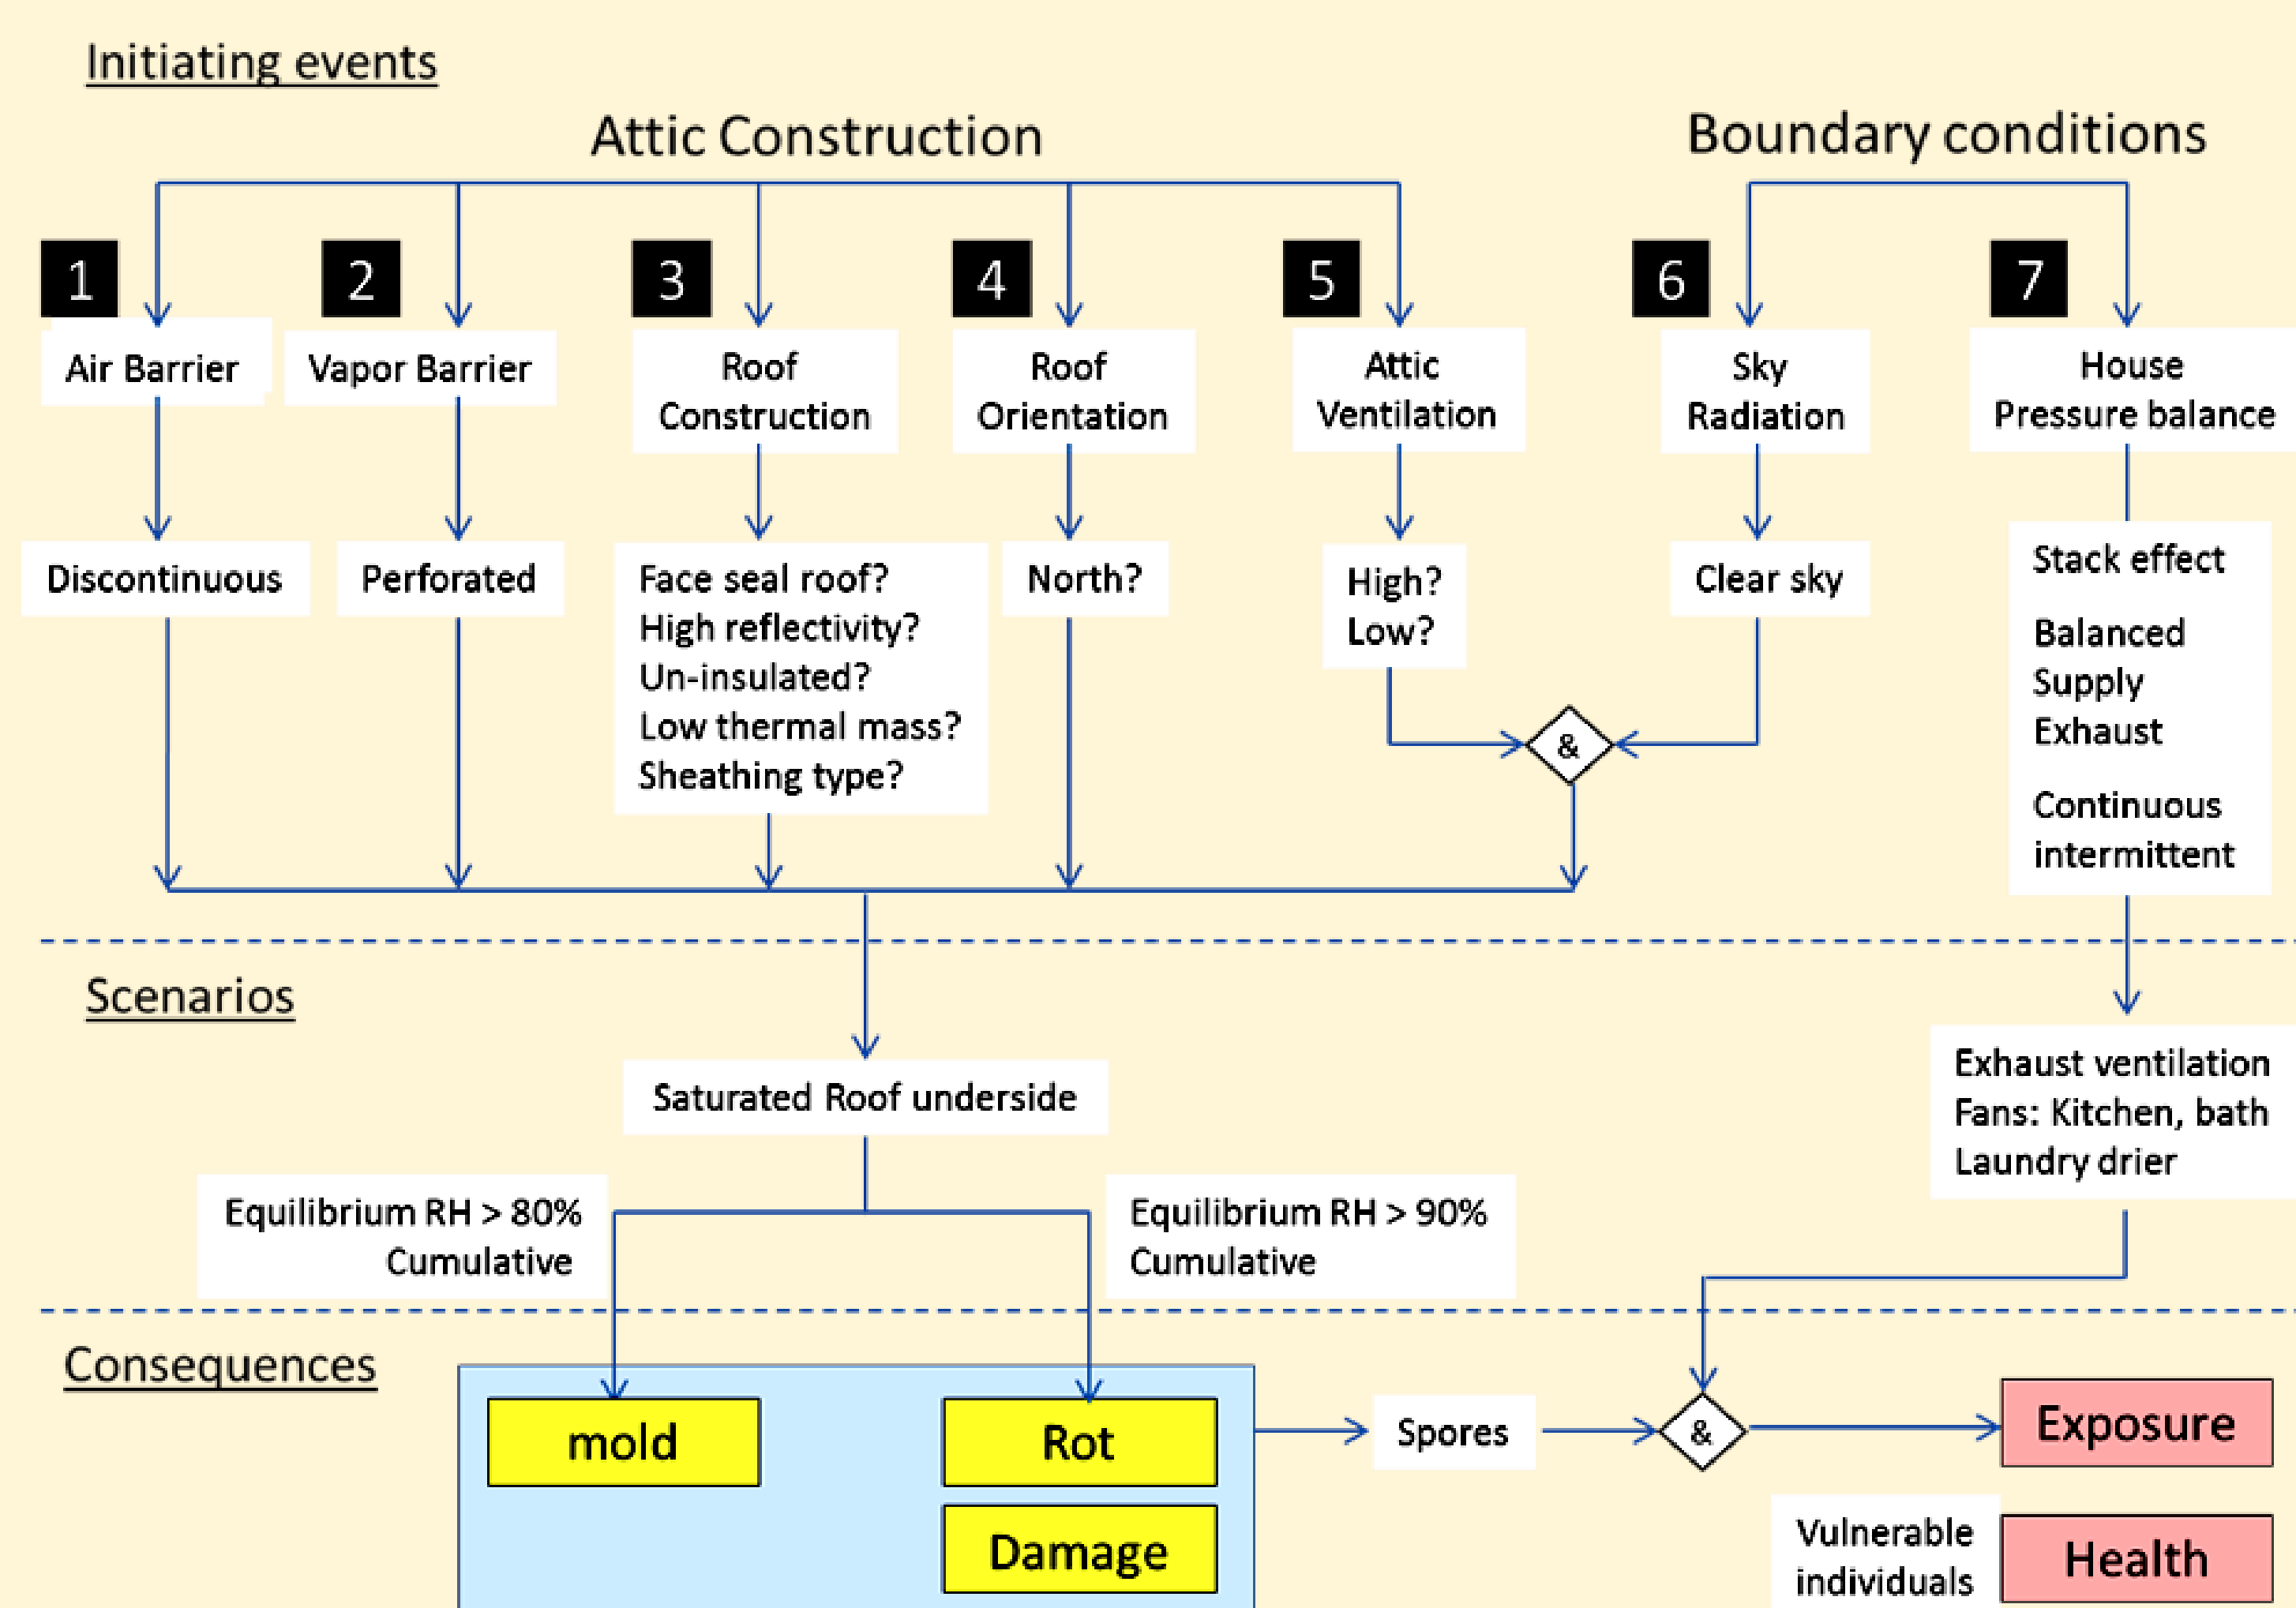 Initiating events
Attic Construction
Boundary conditions
1
2
3
4
5
6
7
Air Barrier
Vapor Barrier
Roof
Construction
Roof
Orientation
Attic
Ventilation
Sky
Radiation
House
Pressure balance
Discontinuous
Perforated
Face seal roof?
High reflectivity?
Un-insulated?
Low thermal mass?
Sheathing type?
North?
High?
Low?
Clear sky
Stack effect
Balanced
Supply
Exhaust
Continuous
intermittent
&
Scenarios
Saturated Roof underside
Exhaust ventilation
Fans: Kitchen, bath
Laundry drier
Equilibrium RH > 80%
Cumulative
Equilibrium RH > 90%
Cumulative
Consequences
mold
Rot
Damage
Spores
&
Exposure
Vulnerable
individuals
Health